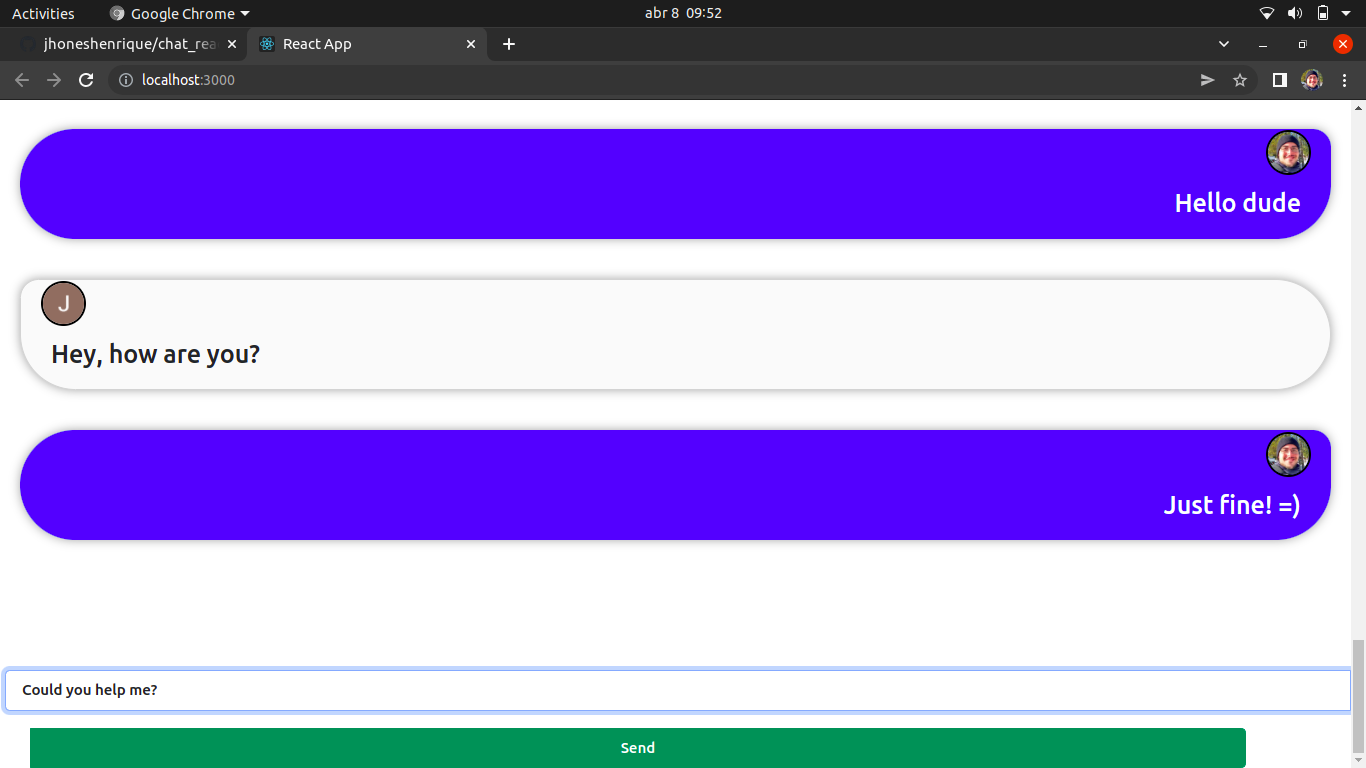 Activities
Google Chrome
abr 8 09:52
jhoneshenrique/chat_rea
React App
localhost:3000
Hello dude
J
Hey, how are you?
Just fine! =)
Could you help me?
Send